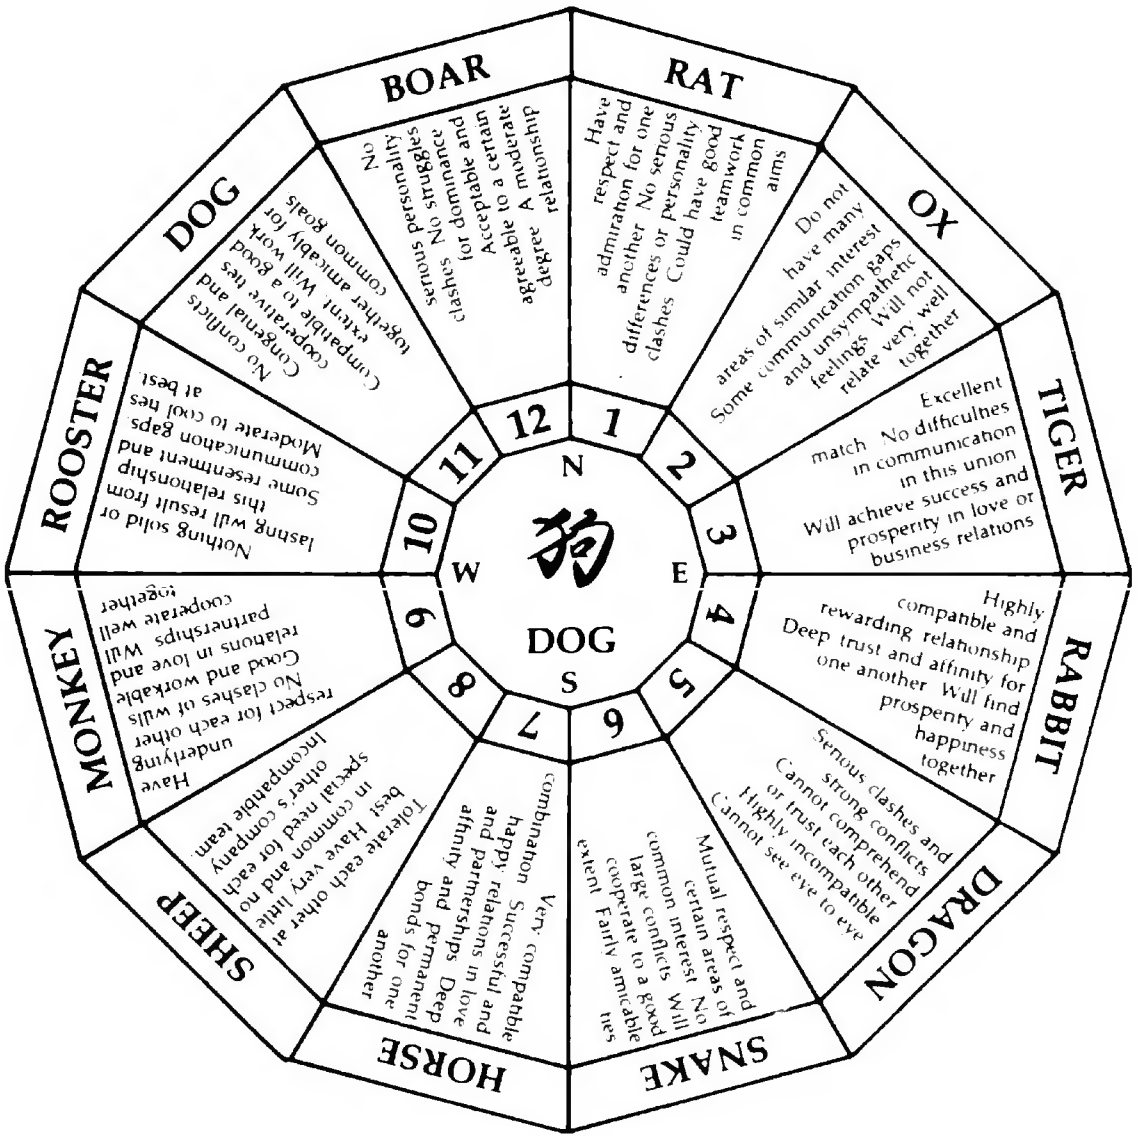 RAT
Have
respect and
admiration for one
another No serious
differences or personality
clashes Could have good
teamwork
in common
aims
1
OX
Do not
have many
areas of similar interest
Some communication gaps
and unsympathetic
feelings Will not
relate very well
together
2
TIGER
Excellent
match No difficulties
in communication
in this union
Will achieve success and
prosperity in love or
business relations
3
RABBIT
Highly
compatible and
rewarding relationship
Deep trust and affinity for
one another Will find
prosperity and
happiness
together
4
DRAGON
Serious clashes and
strong conflicts
Cannot comprehend
or trust each other
Highly incompatible
Cannot see eye to eye
5
SNAKE
Mutual respect and
certain areas of
common interest No
large conflicts Will
cooperate to a good
extent Fairly amicable
ties
6
HORSE
Very compatible
combination Successful and
happy relations in love
and partnerships Deep
affinity and permanent
bonds for one
another
7
SHEEP
Tolerate each other at
best Have very little
in common and no
special need for each
other's company
Incompatible team.
8
MONKEY
Have
underlying
respect for each other
No clashes of wills
Good and workable
relations in love and
partnerships Will
cooperate well
together
9
ROOSTER
Nothing solid or
lasting will result from
this relationship
Some resentment and
communication gaps.
Moderate to cool ties
at best.
10
DOG
No conflicts
Congenial and
cooperative ties
Compatible to a good
extent Will work
together amicably for
common goals.
11
BOAR
No
serious personality
clashes No struggles
for dominance
Acceptable and
agreeable to a certain
degree A moderate
relationship
12
N
W
狗
E
DOG
S